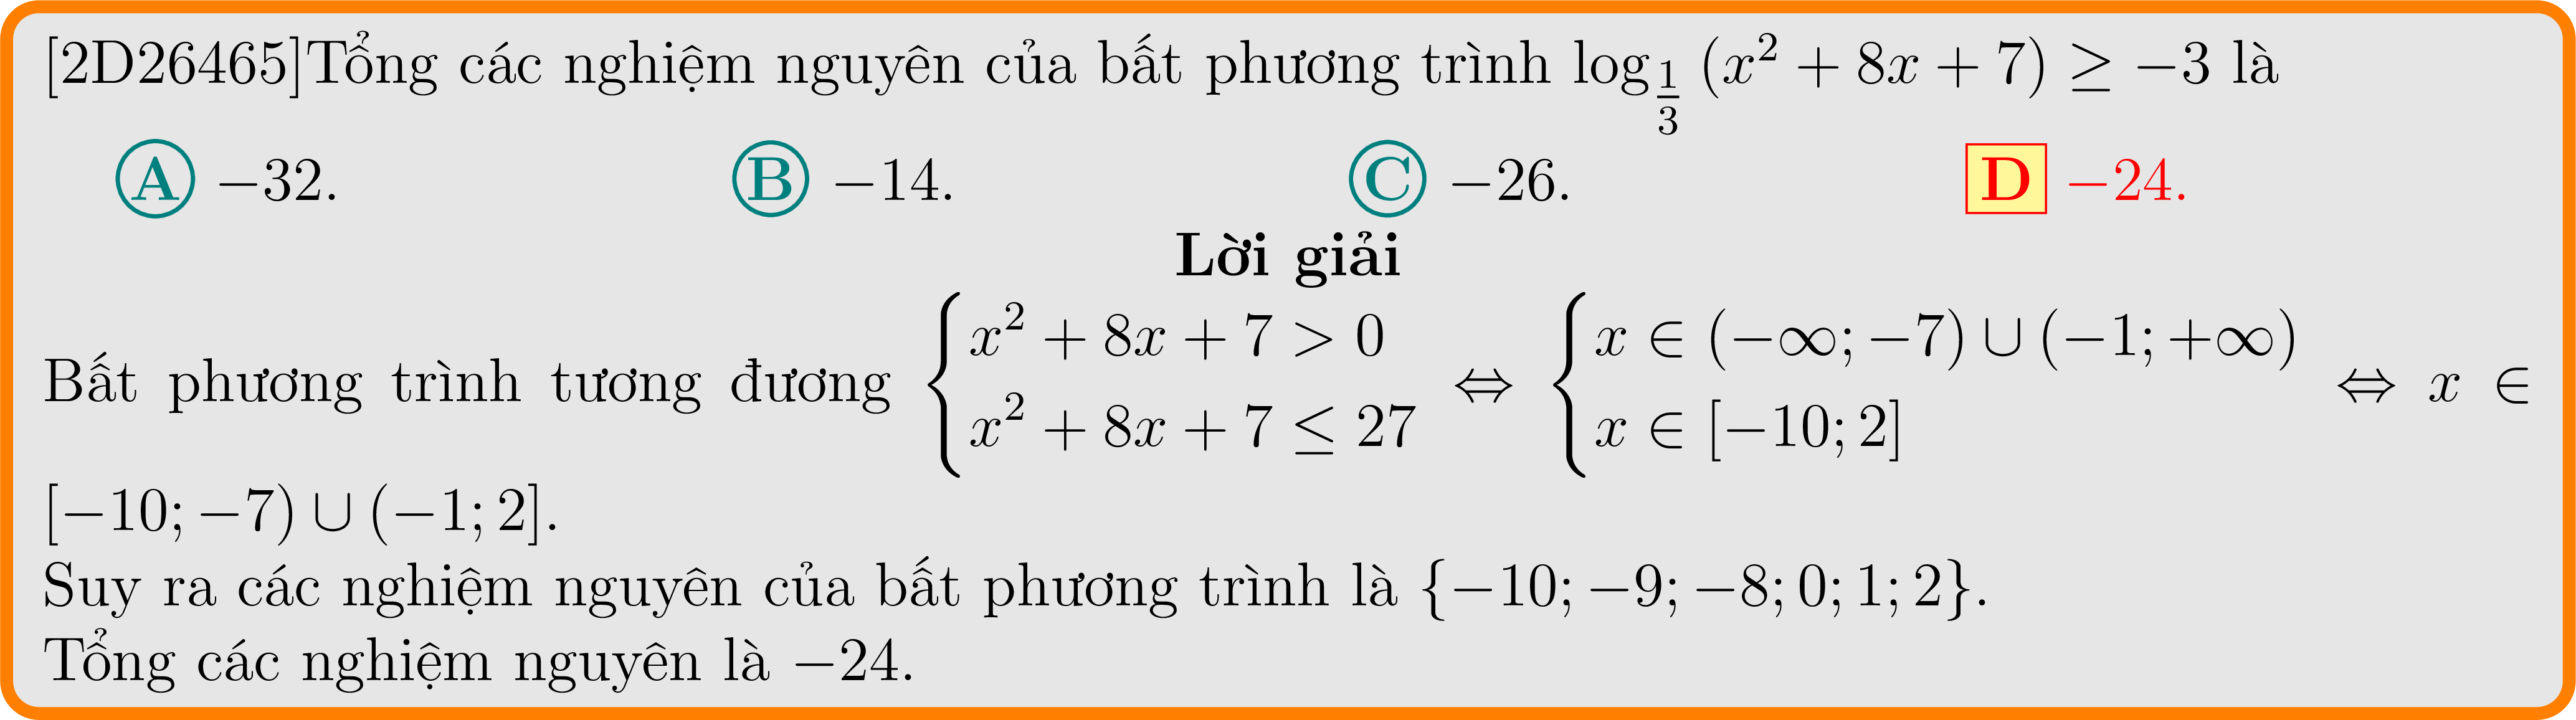 [2D26465]Tổng các nghiệm nguyên của bất phương trình $\log_{\frac{1}{3}}(x^2 + 8x + 7) \geq -3$ là
A −32. B −14. C −26. D −24.
Lời giải
Bất phương trình tương đương $\begin{cases} x^2 + 8x + 7 > 0 \\ x^2 + 8x + 7 \leq 27 \end{cases} \Leftrightarrow \begin{cases} x \in (-\infty; -7) \cup (-1; +\infty) \\ x \in [-10; 2] \end{cases} \Leftrightarrow x \in$
$[-10; -7) \cup (-1; 2]$.
Suy ra các nghiệm nguyên của bất phương trình là {−10; −9; −8; 0; 1; 2}.
Tổng các nghiệm nguyên là −24.